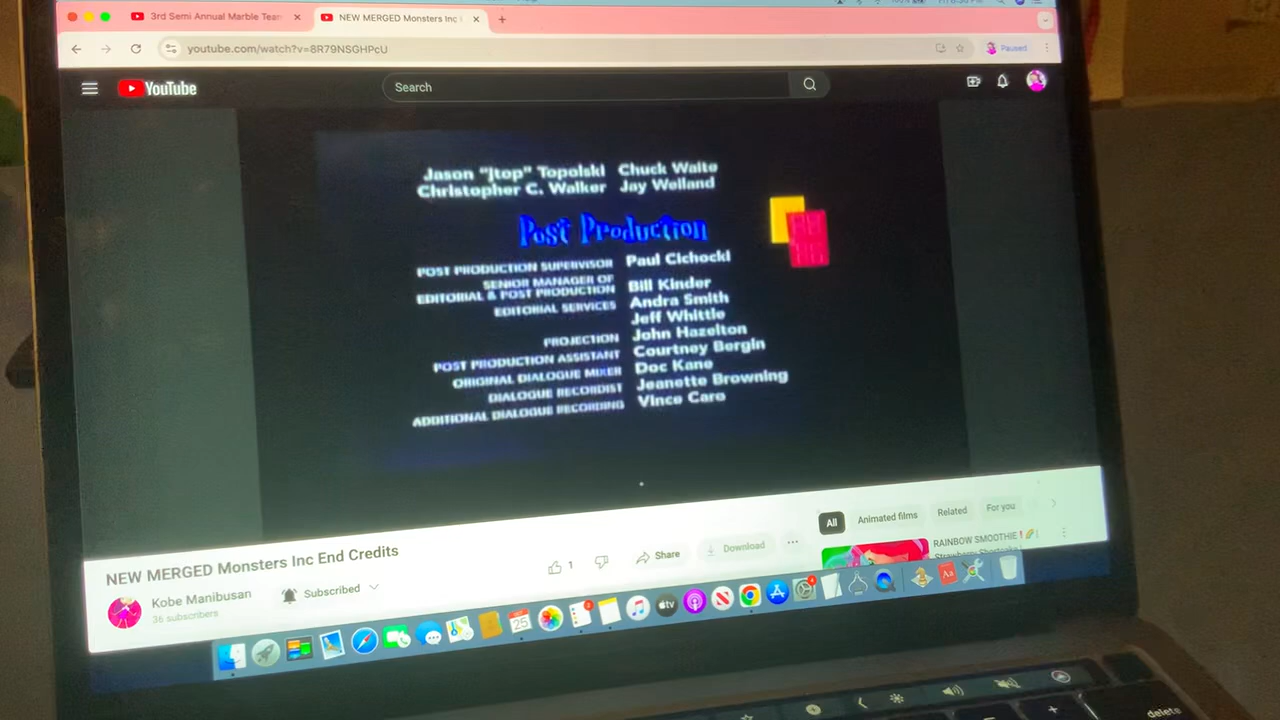 3rd Semi Annual Marble Team
NEW MERGED Monsters Inc
youtube.com/watch?v=8R79NSGHPcU
Paused
YouTube
Search
Jason "Jtop" Topolski Chuck Waite
Christopher C. Walker Jay Weiland
Post Production
POST PRODUCTION SUPERVISOR Paul Cichocki
SENIOR MANAGER OF
EDITORIAL & POST PRODUCTION Bill Kinder
EDITORIAL SERVICES Andra Smith
Jeff Whittle
PROJECTION John Hazelton
POST PRODUCTION ASSISTANT Courtney Bergin
ORIGINAL DIALOGUE MIXER Doc Kane
DIALOGUE RECORDIST Jeanette Browning
ADDITIONAL DIALOGUE RECORDING Vince Caro
NEW MERGED Monsters Inc End Credits
Kobe Manibusan
36 subscribers
Subscribed
1
Share
Download
All
Animated films
Related
For you
RAINBOW SMOOTHIE
25
tv
delete